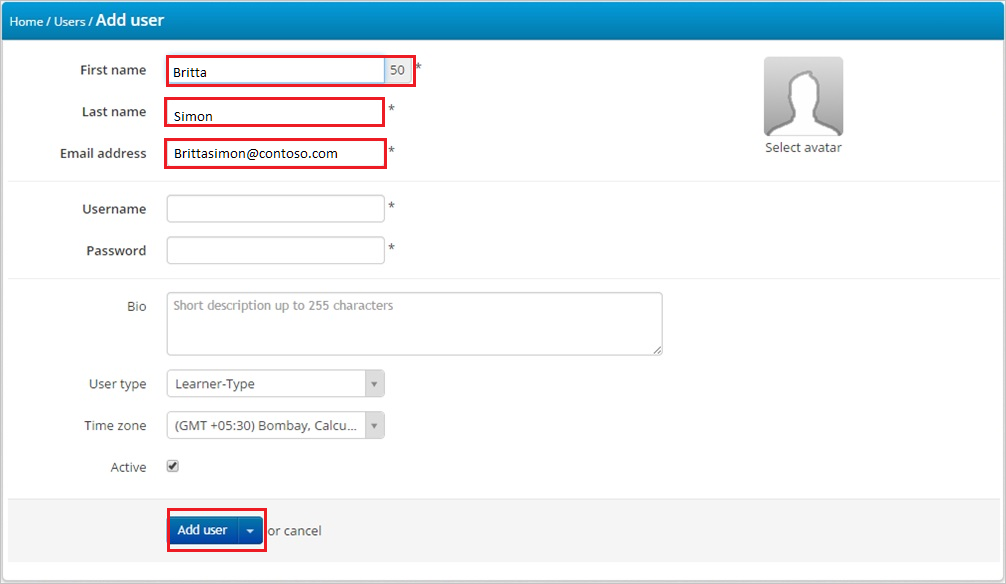 Home / Users / Add user
First name Britta 50 *
Last name Simon *
Email address Brittasimon@contoso.com *
Select avatar
Username *
Password *
Bio Short description up to 255 characters
User type Learner-Type
Time zone (GMT +05:30) Bombay, Calcu...
Active
Add user or cancel